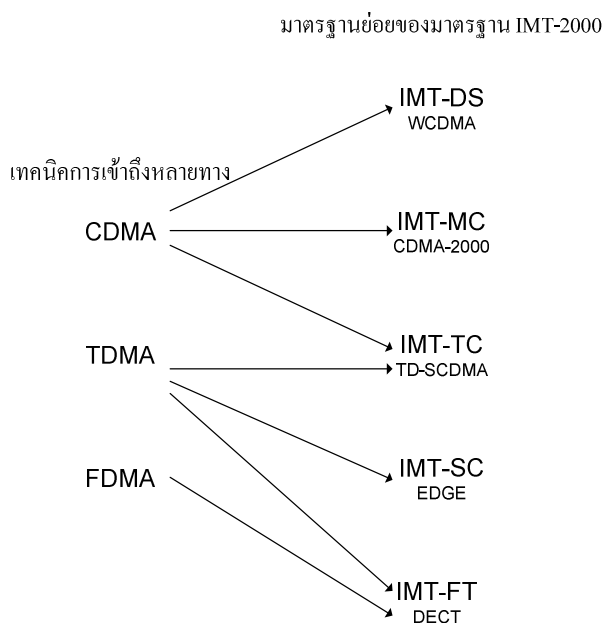 มาตรฐานย่อยของมาตรฐาน IMT-2000
IMT-DS
WCDMA
เทคนิคการเข้าถึงหลายทาง
CDMA
IMT-MC
CDMA-2000
TDMA
IMT-TC
TD-SCDMA
FDMA
IMT-SC
EDGE
IMT-FT
DECT